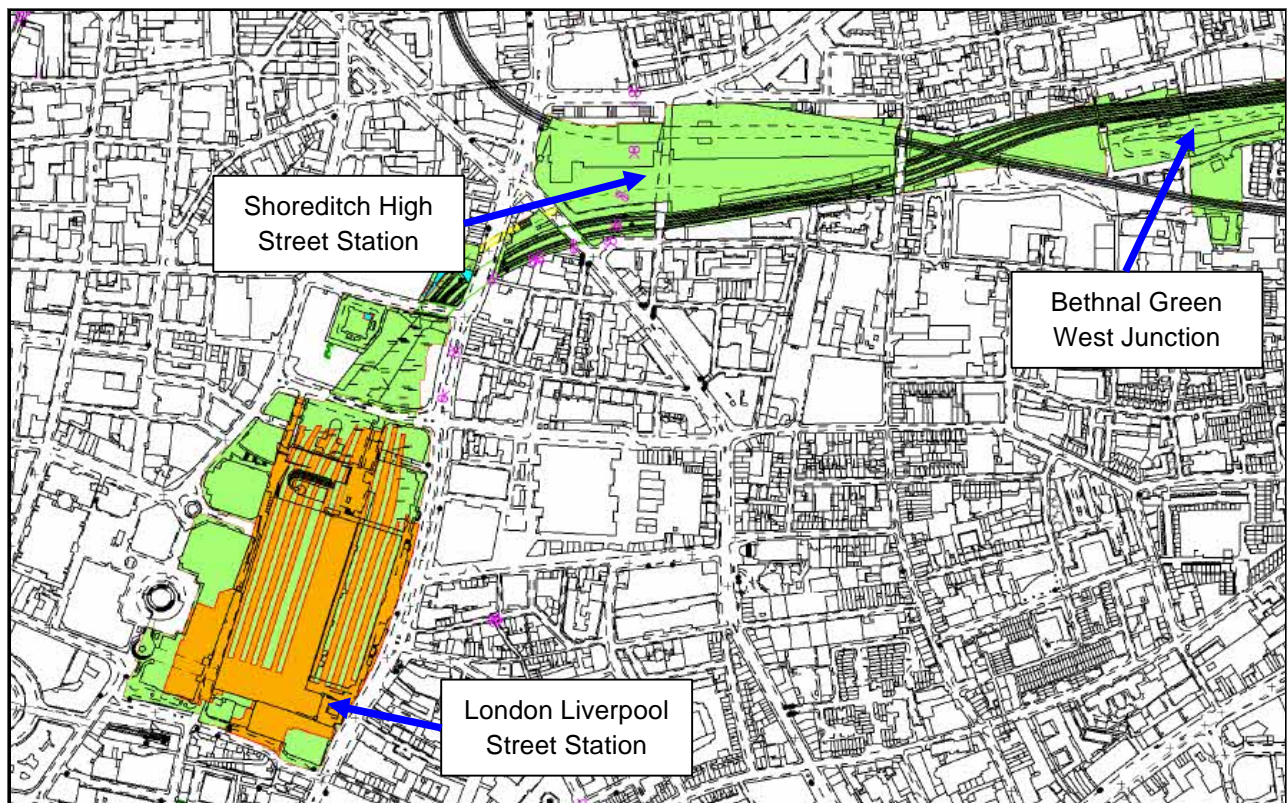 Shoreditch High
Street Station
Bethnal Green
West Junction
London Liverpool
Street Station